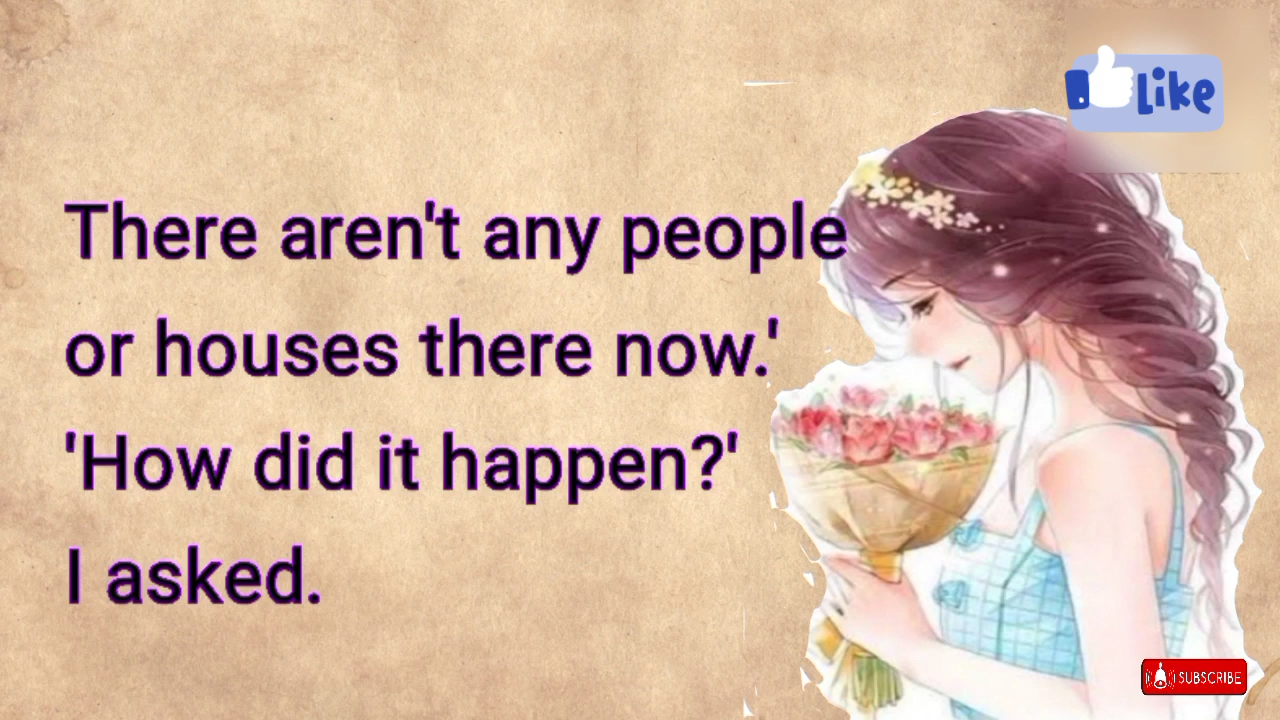 Like
There aren't any people
or houses there now.'
'How did it happen?'
I asked.
SUBSCRIBE